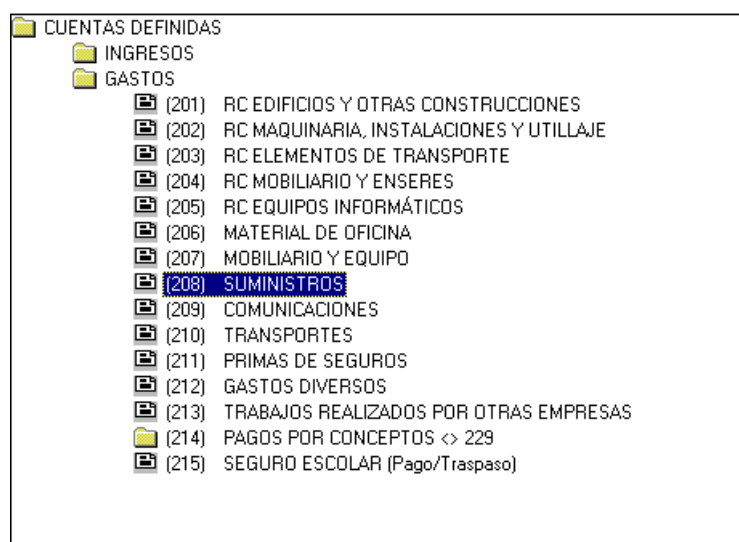 CUENTAS DEFINIDAS
INGRESOS
GASTOS
(201) RC EDIFICIOS Y OTRAS CONSTRUCCIONES
(202) RC MAQUINARIA, INSTALACIONES Y UTILLAJE
(203) RC ELEMENTOS DE TRANSPORTE
(204) RC MOBILIARIO Y ENSERES
(205) RC EQUIPOS INFORMÁTICOS
(206) MATERIAL DE OFICINA
(207) MOBILIARIO Y EQUIPO
(208) SUMINISTROS
(209) COMUNICACIONES
(210) TRANSPORTES
(211) PRIMAS DE SEGUROS
(212) GASTOS DIVERSOS
(213) TRABAJOS REALIZADOS POR OTRAS EMPRESAS
(214) PAGOS POR CONCEPTOS <> 229
(215) SEGURO ESCOLAR (Pago/Traspaso)